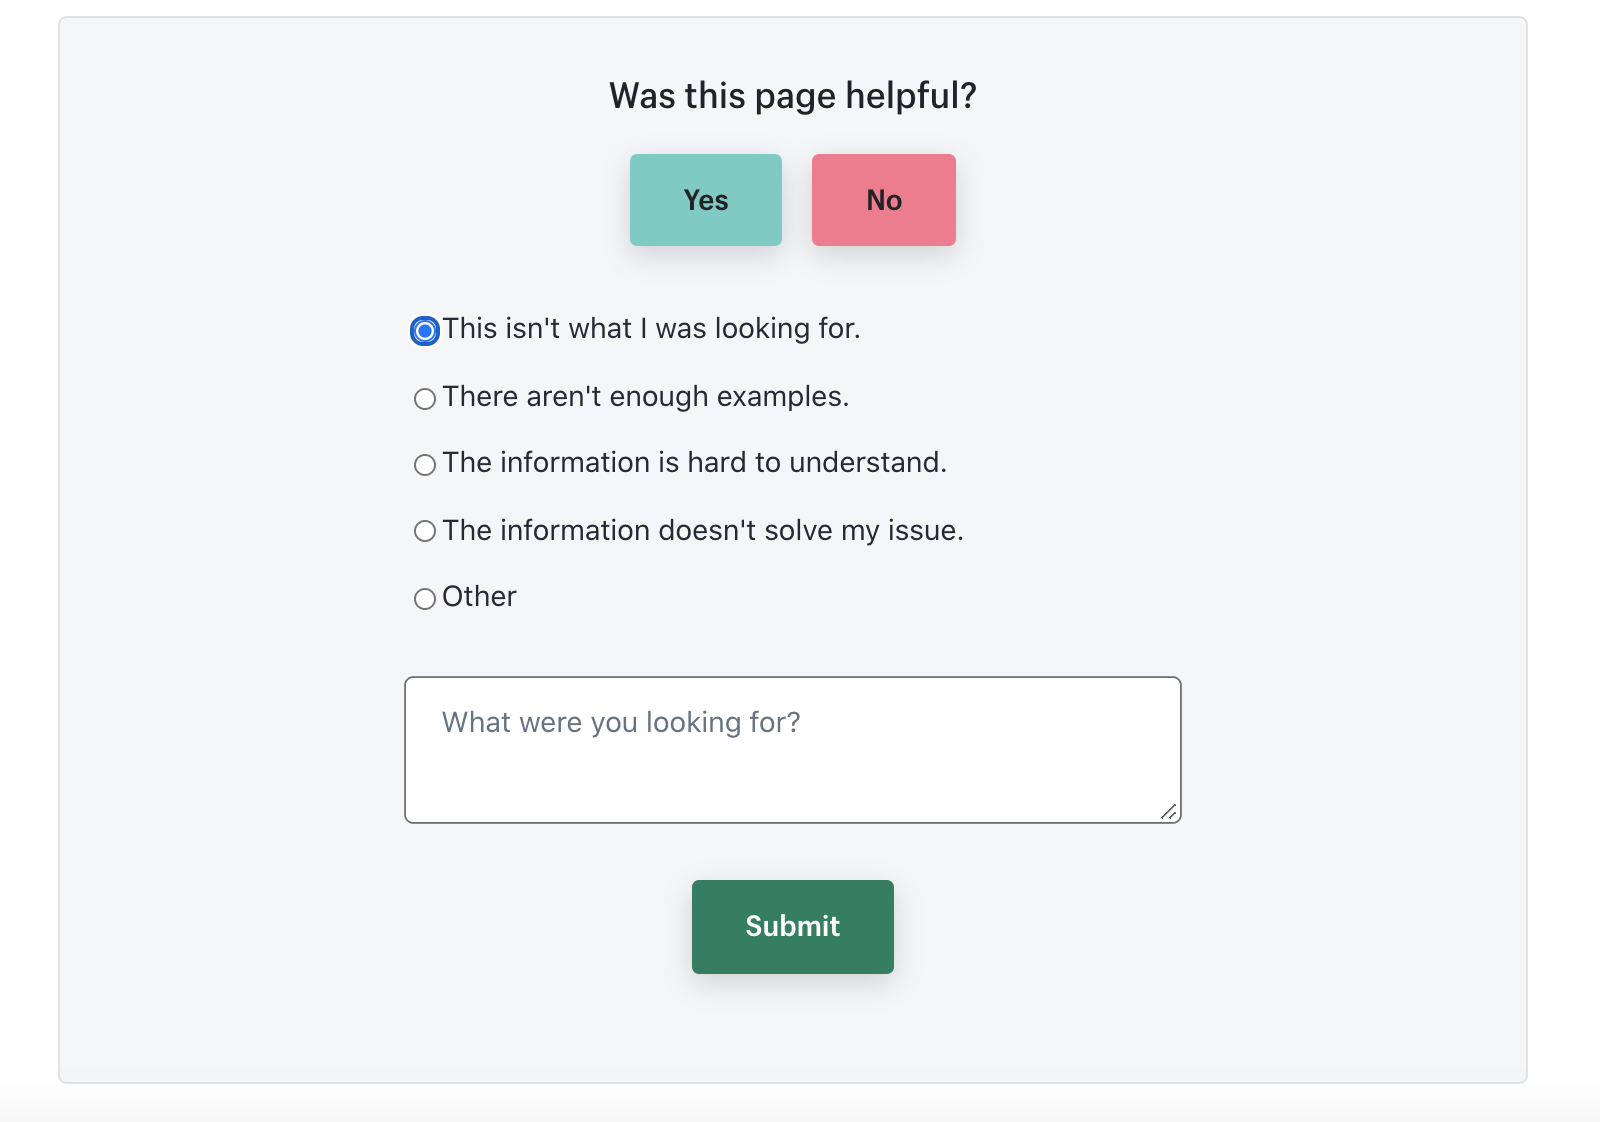 Was this page helpful?
Yes No
This isn't what I was looking for.
There aren't enough examples.
The information is hard to understand.
The information doesn't solve my issue.
Other
What were you looking for?
Submit